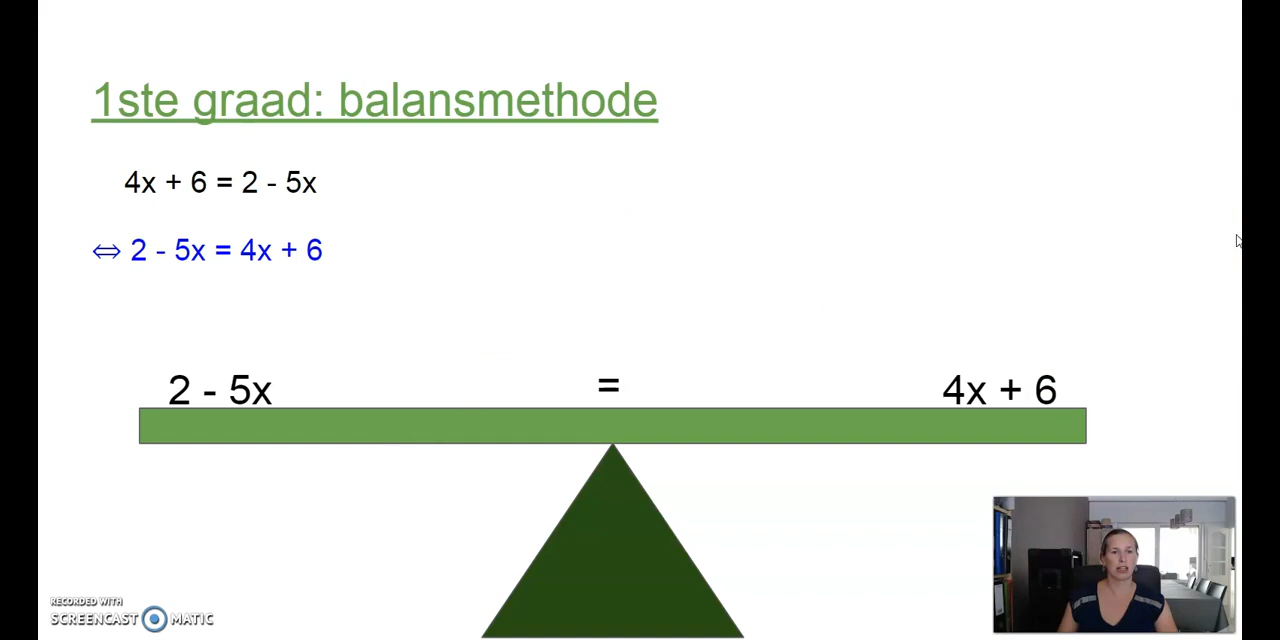 1ste graad: balansmethode
4x + 6 = 2 - 5x
⇔ 2 - 5x = 4x + 6
2 - 5x = 4x + 6
RECORDED WITH
SCREENCAST MATIC